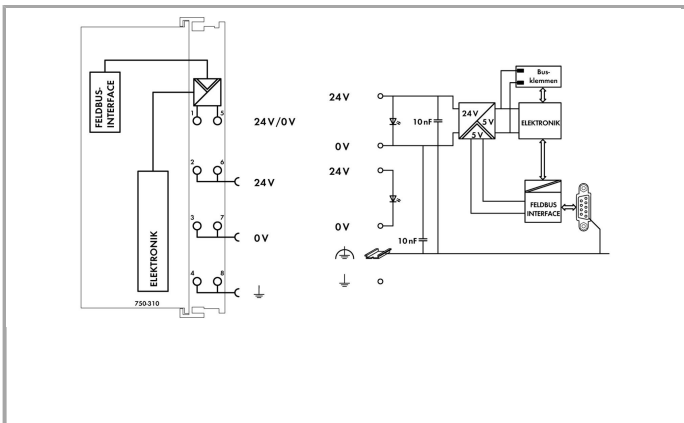 FELDBUS-
INTERFACE
1 5
24V/0V
2 6
24V
3 7
0V
ELEKTRONIK
4 8
750-310
24V
10nF
0V
24V
0V
10nF
24V
5V
5V
Bus-
klemmen
ELEKTRONIK
FELDBUS
INTERFACE